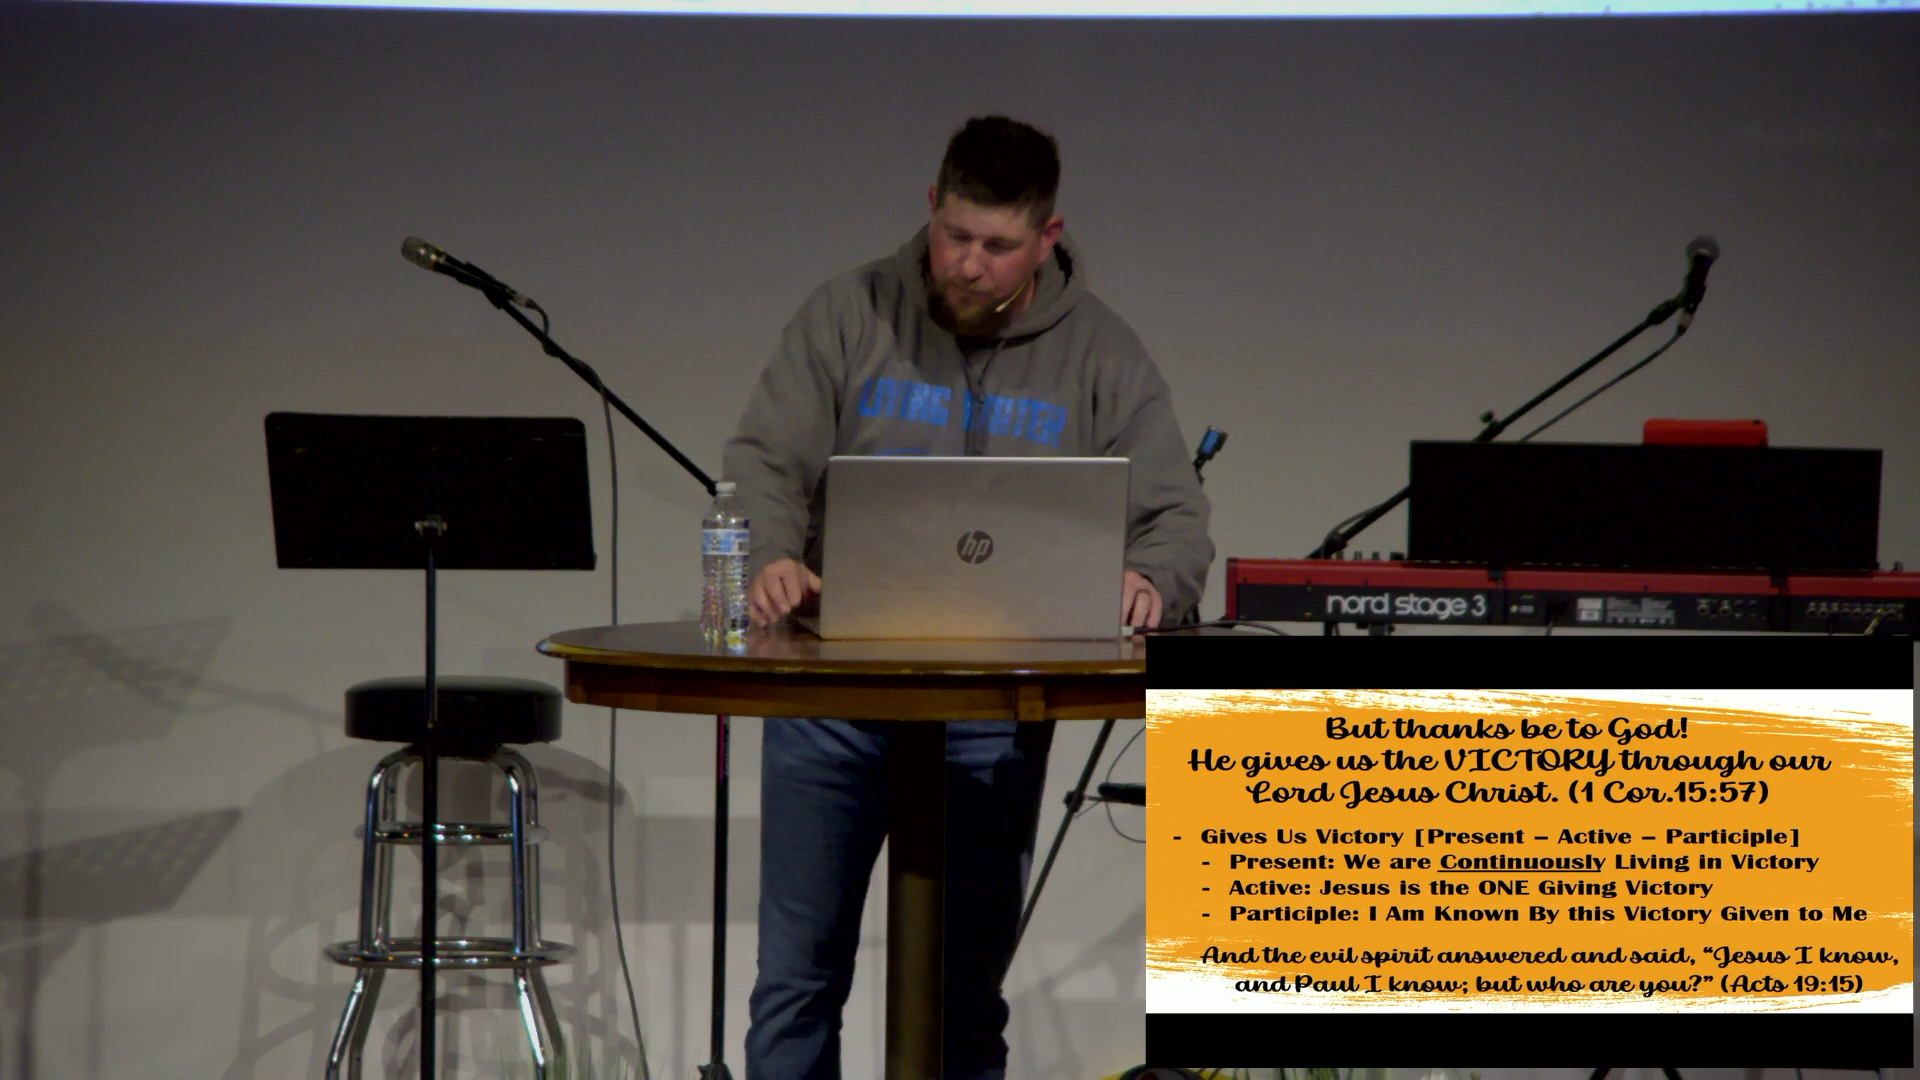 LIVING WATER
hp
nord stage 3
But thanks be to God!
He gives us the VICTORY through our
Lord Jesus Christ. (1 Cor.15:57)
- Gives Us Victory [Present – Active – Participle]
- Present: We are Continuously Living in Victory
- Active: Jesus is the ONE Giving Victory
- Participle: I Am Known By this Victory Given to Me
And the evil spirit answered and said, “Jesus I know,
and Paul I know; but who are you?” (Acts 19:15)